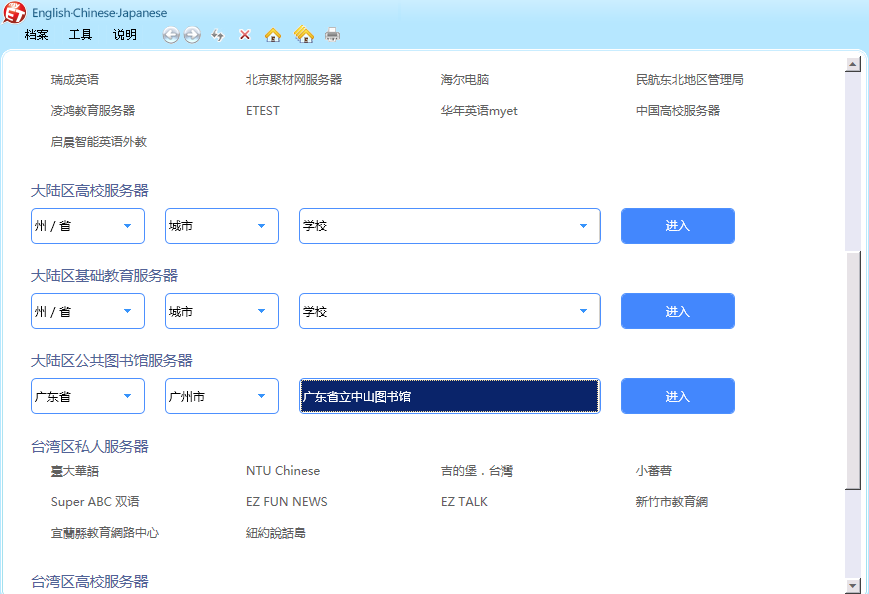 English-Chinese-Japanese
档案 工具 说明
瑞成英语 北京聚材网服务器 海尔电脑 民航东北地区管理局
凌鸿教育服务器 ETEST 华年英语myet 中国高校服务器
启晨智能英语外教
大陆区高校服务器
州 / 省 城市 学校 进入
大陆区基础教育服务器
州 / 省 城市 学校 进入
大陆区公共图书馆服务器
广东省 广州市 广东省立中山图书馆 进入
台湾区私人服务器
臺大華語 NTU Chinese 吉的堡．台灣 小蕃薯
Super ABC 双语 EZ FUN NEWS EZ TALK 新竹市教育網
宜蘭縣教育網路中心 紐約說話島
台湾区高校服务器